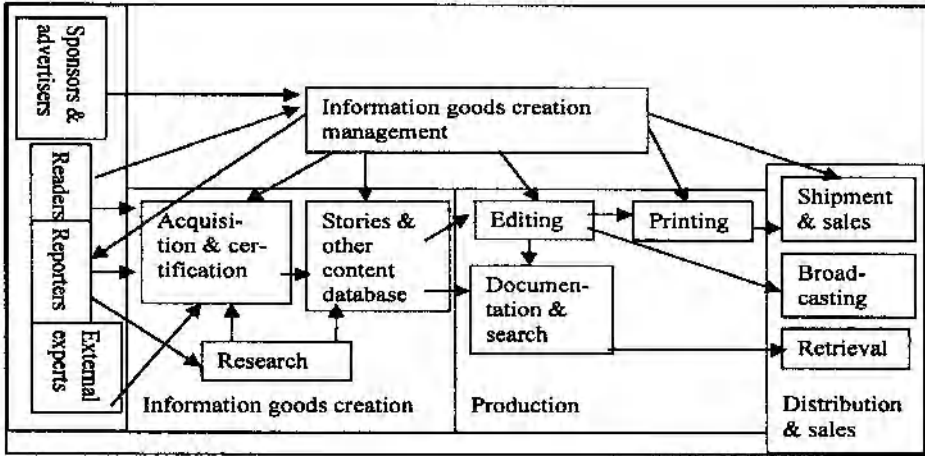 Sponsors &
advertisers
Readers
Reporters
External
experts
Information goods creation
management
Acquisi-
tion & cer-
tification
Stories &
other
content
database
Research
Information goods creation
Editing
Printing
Documen-
tation &
search
Production
Shipment
& sales
Broad-
casting
Retrieval
Distribution
& sales